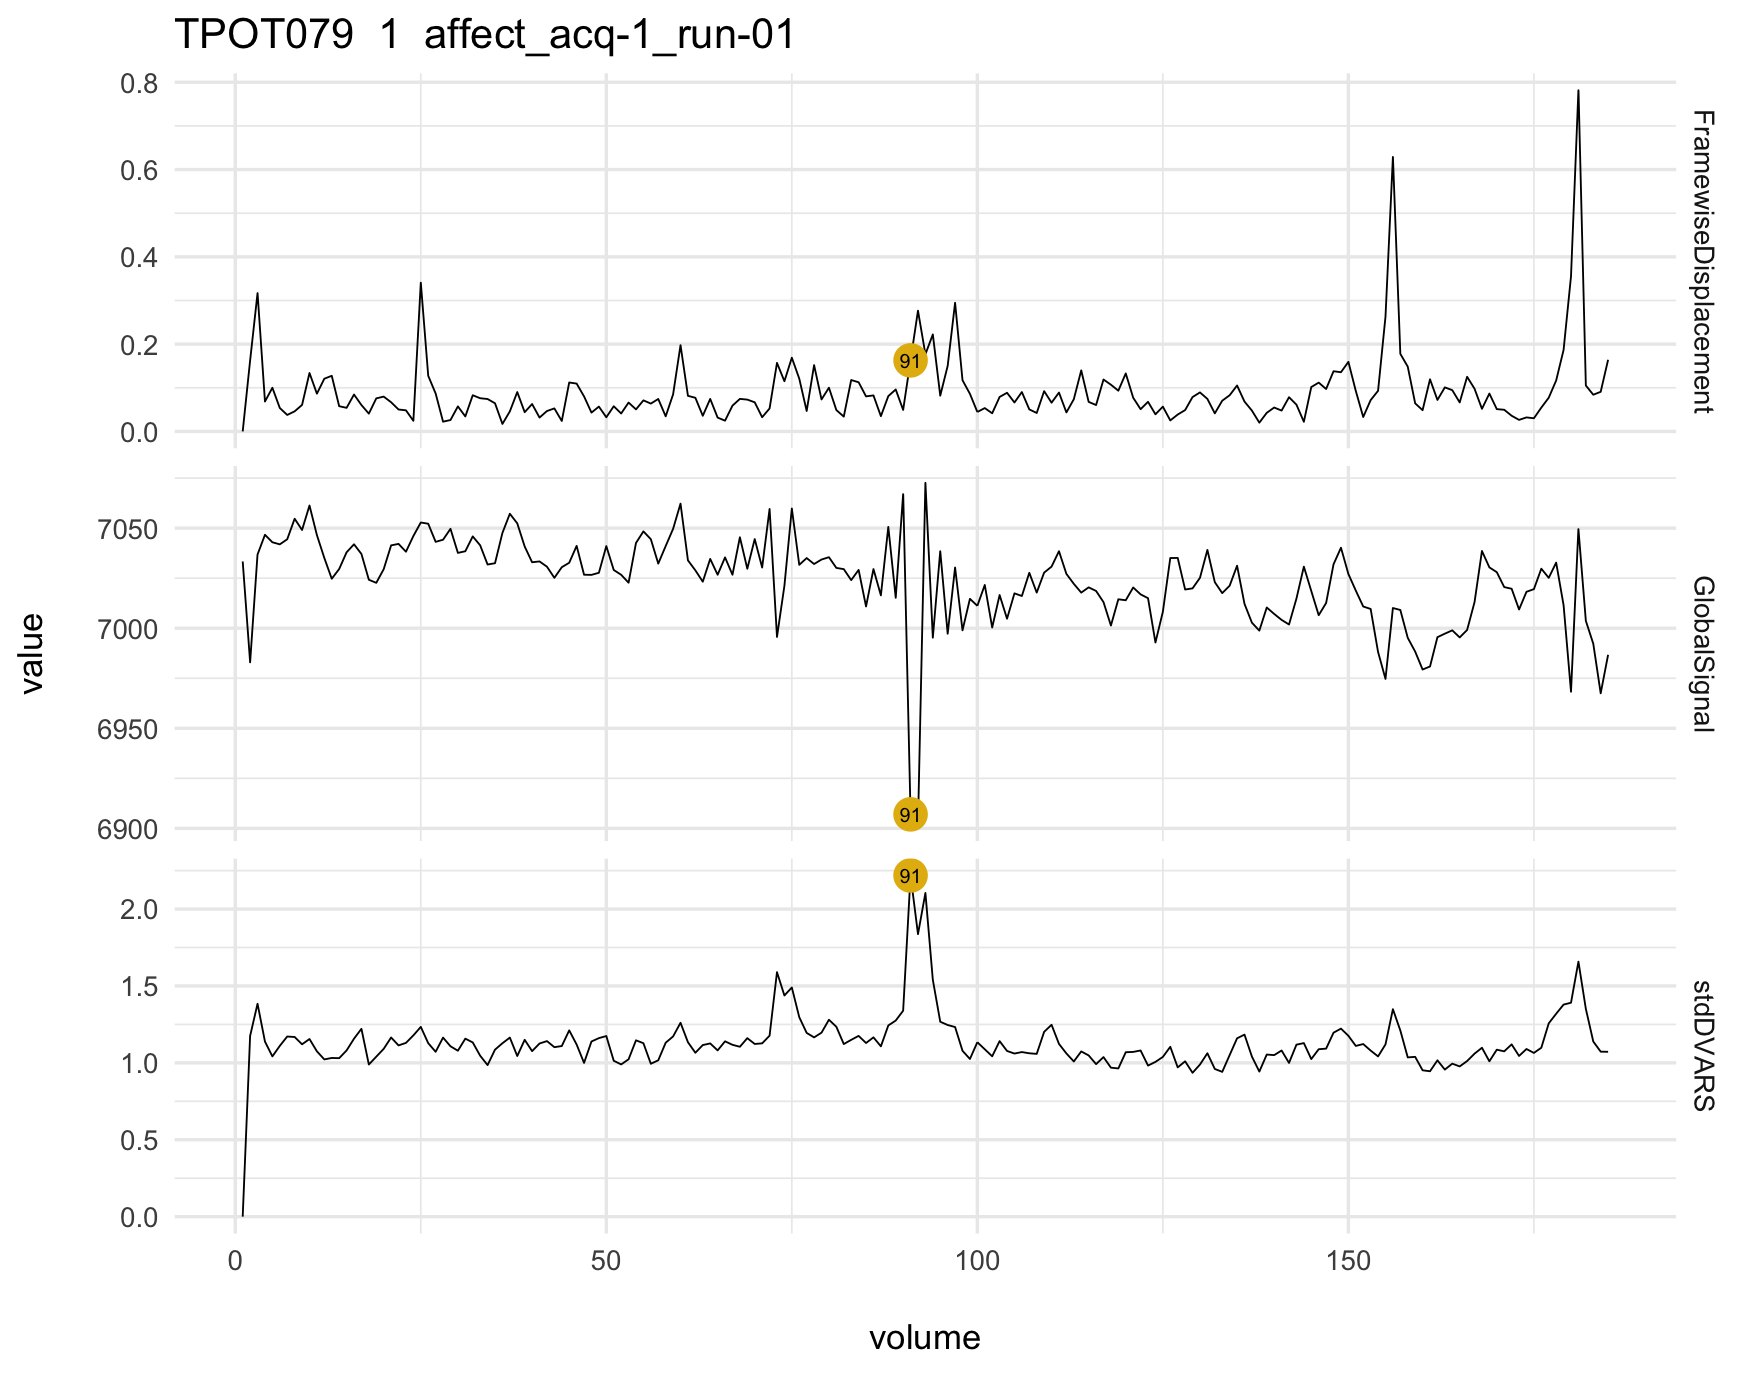 TPOT079 1 affect_acq-1_run-01
0.8
0.6
0.4
0.2
0.0
91
FramewiseDisplacement
7050
7000
6950
6900
91
GlobalSignal
value
2.0
1.5
1.0
0.5
0.0
91
stdDVARS
0 50 100 150
volume